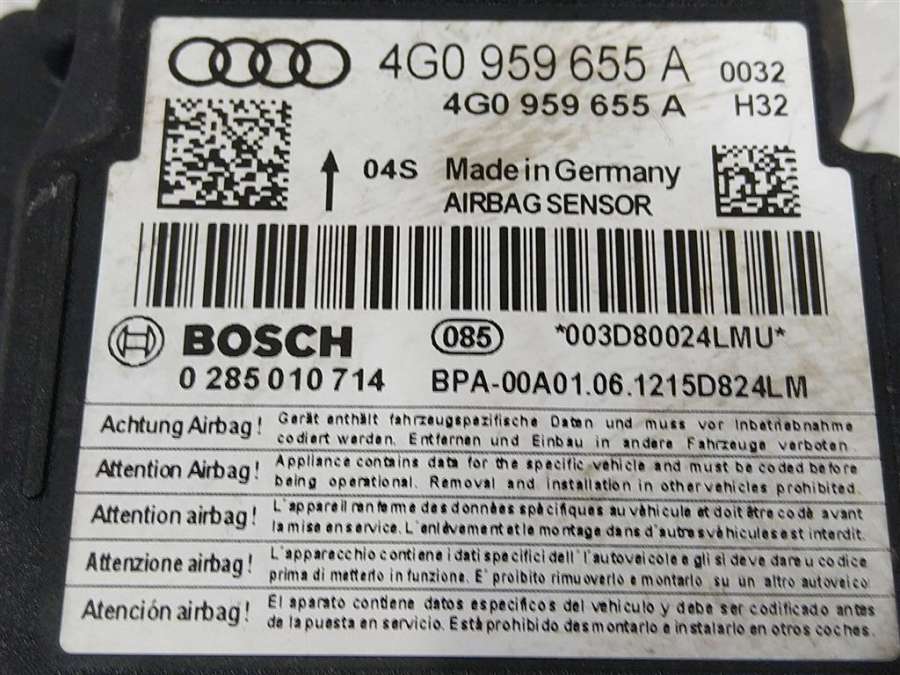 4G0 959 655 A 0032
4G0 959 655 A H32
04S Made in Germany
AIRBAG SENSOR
BOSCH 085 *003D80024LMU*
0 285 010 714 BPA-00A01.06.1215D824LM
Achtung Airbag! Gerät enthält fahrzeugspezifische Daten und muss vor Inbetriebnahme
codiert werden. Entfernen und Einbau in andere Fahrzeuge verboten.
Attention Airbag! Appliance contains data for the specific vehicle and must be coded before
being operational. Removal and installation in other vehicles prohibited.
Attention airbag! L'appareil renferme des données spécifiques au véhicule et doit être codé avant
la mise en service. L'enlèvement et le montage dans d'autres véhicules est interdit.
Attenzione airbag! L'apparecchio contiene i dati specifici dell'l'autoveicolo e gli si deve dare u codice
prima di metterlo in funzione. E' proibito rimuoverlo e montarlo su un altro autoveico
Atención airbag! El aparato contiene datos específicos del vehículo y debe ser codificado antes
de la puesta en servicio. Está prohibido desmontarlo e instalarlo en otros coches.